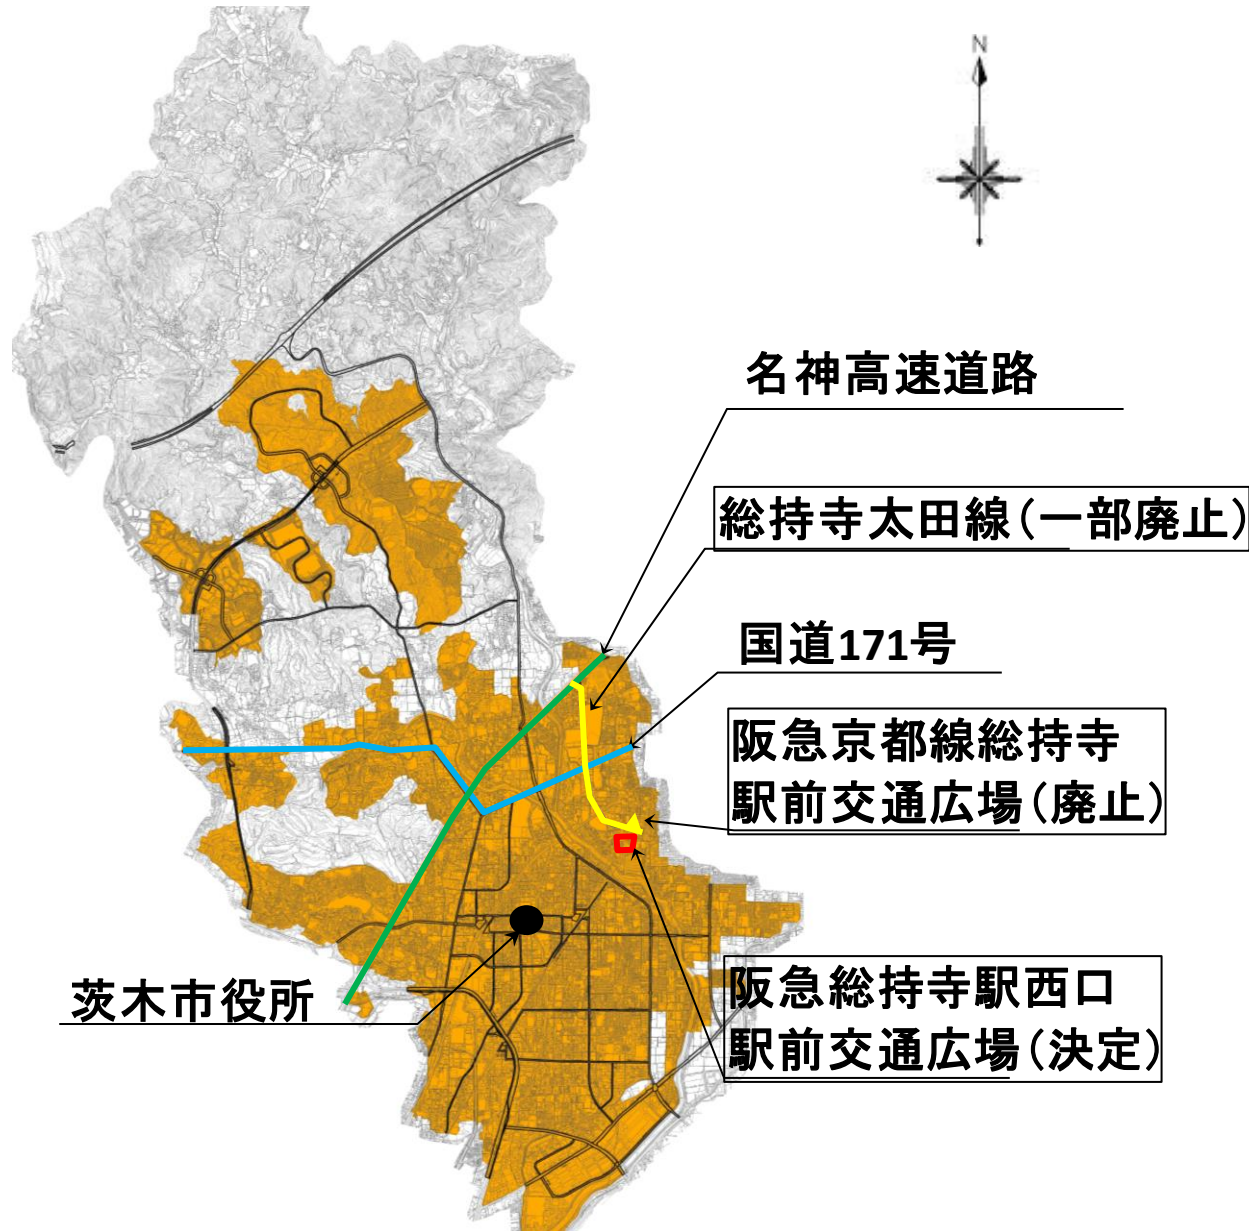 N
名神高速道路
総持寺太田線(一部廃止)
国道171号
阪急京都線総持寺
駅前交通広場(廃止)
阪急総持寺駅西口
駅前交通広場(決定)
茨木市役所